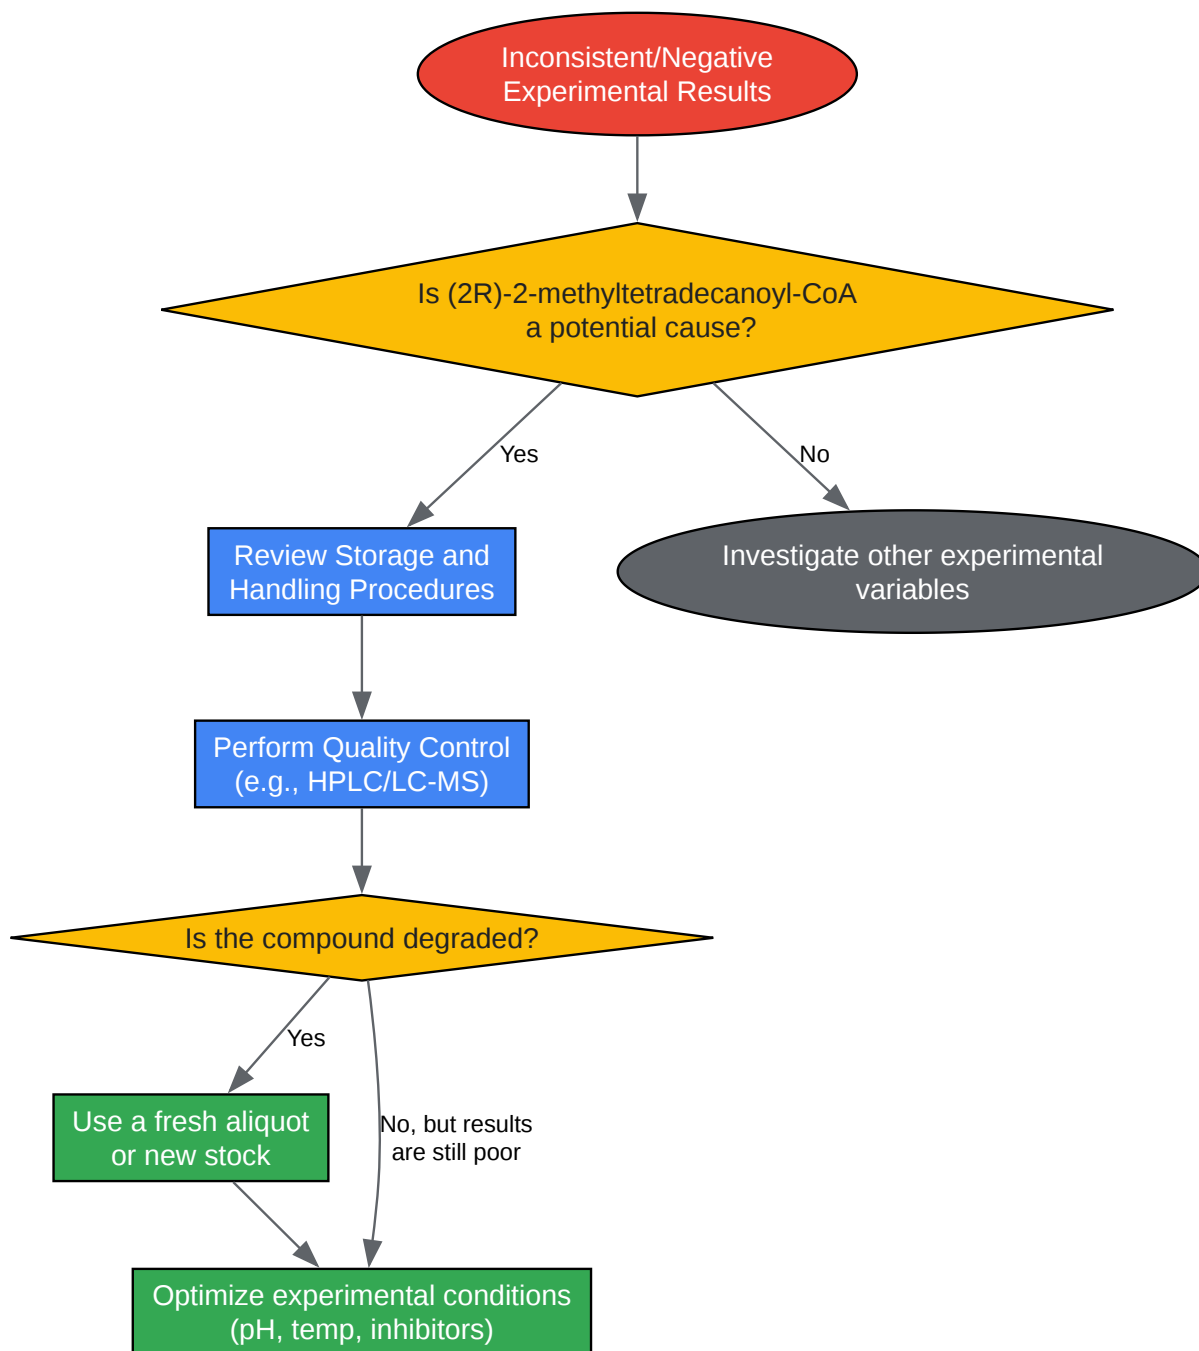 Inconsistent/Negative
Experimental Results
Is (2R)-2-methyltetradecanoyl-CoA
a potential cause?
Yes
No
Review Storage and
Handling Procedures
Investigate other experimental
variables
Perform Quality Control
(e.g., HPLC/LC-MS)
Is the compound degraded?
Yes
No, but results
are still poor
Use a fresh aliquot
or new stock
Optimize experimental conditions
(pH, temp, inhibitors)